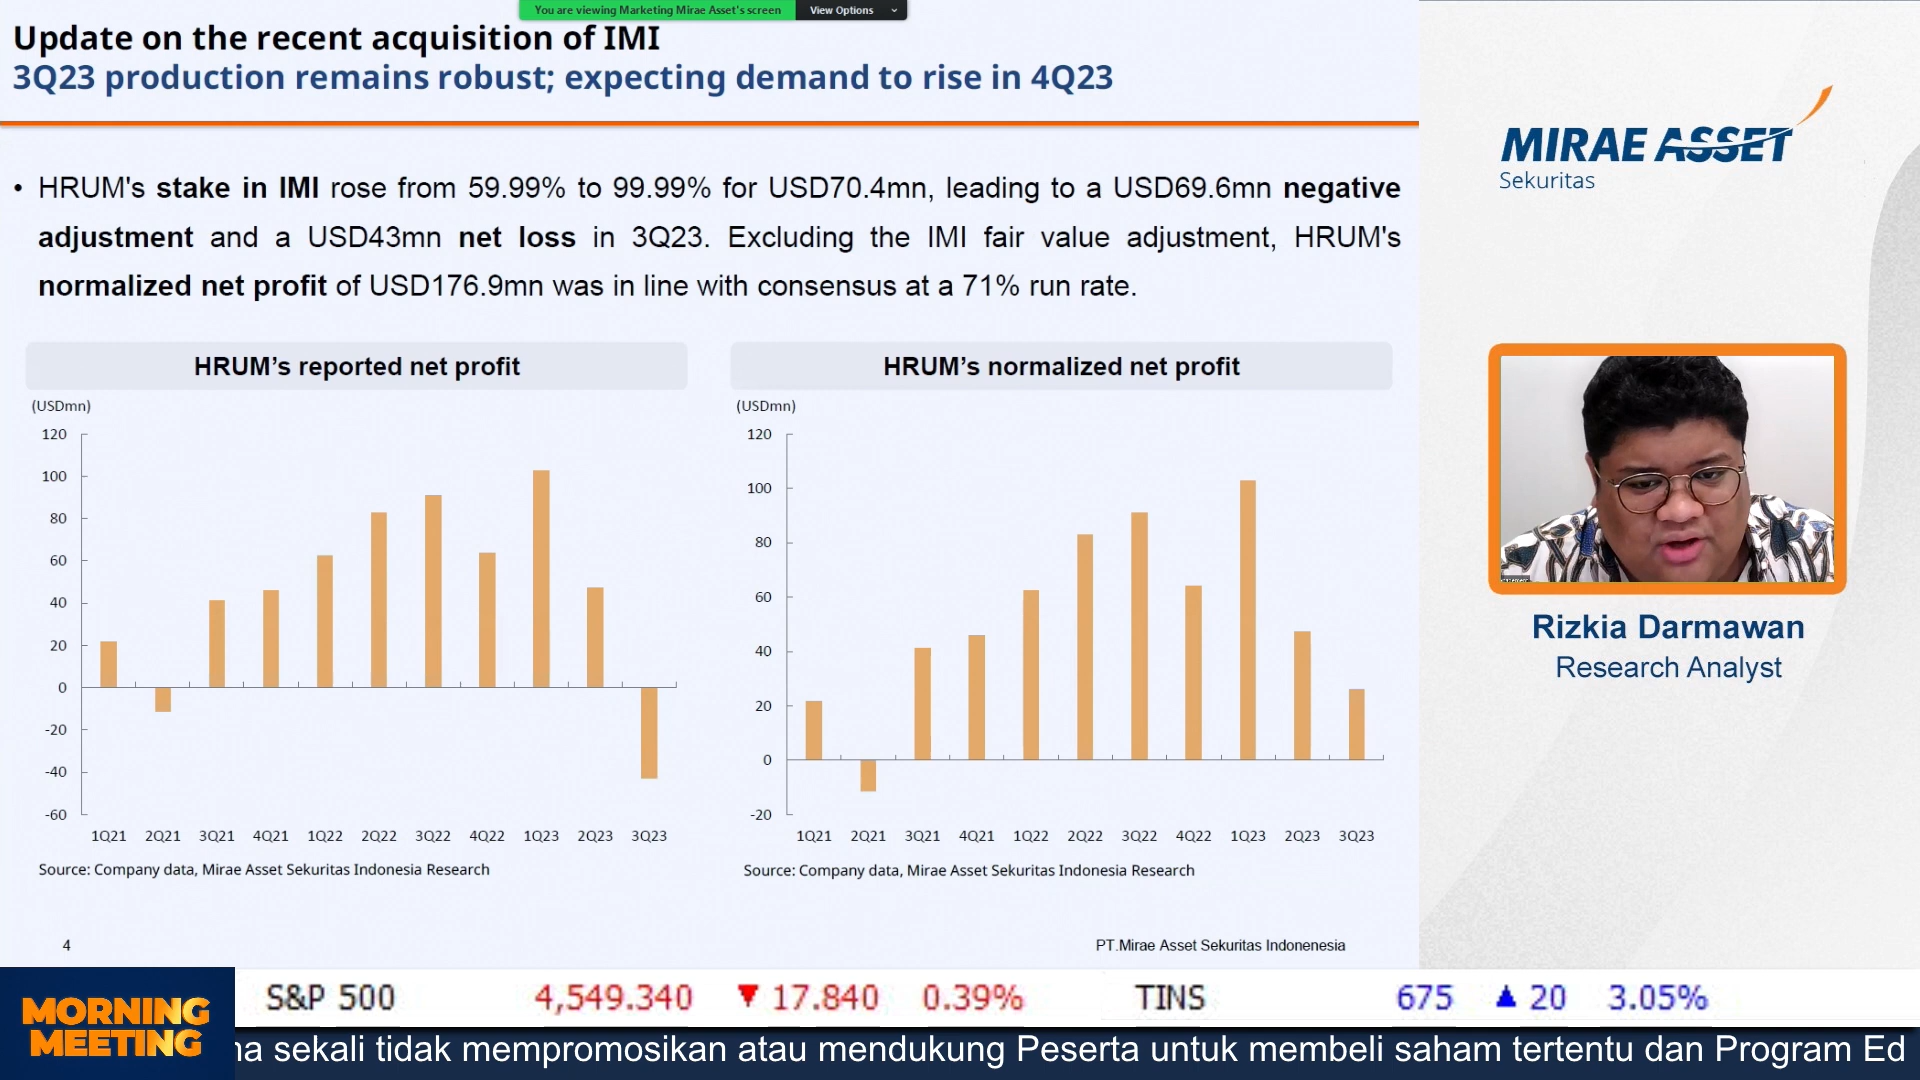 You are viewing Marketing Mirae Asset's screen
View Options
Update on the recent acquisition of IMI
3Q23 production remains robust; expecting demand to rise in 4Q23
• HRUM's stake in IMI rose from 59.99% to 99.99% for USD70.4mn, leading to a USD69.6mn negative
adjustment and a USD43mn net loss in 3Q23. Excluding the IMI fair value adjustment, HRUM's
normalized net profit of USD176.9mn was in line with consensus at a 71% run rate.
HRUM’s reported net profit
(USDmn)
120
100
80
60
40
20
0
-20
-40
-60
1Q21 2Q21 3Q21 4Q21 1Q22 2Q22 3Q22 4Q22 1Q23 2Q23 3Q23
Source: Company data, Mirae Asset Sekuritas Indonesia Research
HRUM’s normalized net profit
(USDmn)
120
100
80
60
40
20
0
-20
1Q21 2Q21 3Q21 4Q21 1Q22 2Q22 3Q22 4Q22 1Q23 2Q23 3Q23
Source: Company data, Mirae Asset Sekuritas Indonesia Research
4
PT.Mirae Asset Sekuritas Indonenesia
MIRAE ASSET
Sekuritas
Rizkia Darmawan
Research Analyst
MORNING
MEETING
S&P 500 4,549.340 ▼ 17.840 0.39% TINS 675 ▲ 20 3.05%
na sekali tidak mempromosikan atau mendukung Peserta untuk membeli saham tertentu dan Program Ed